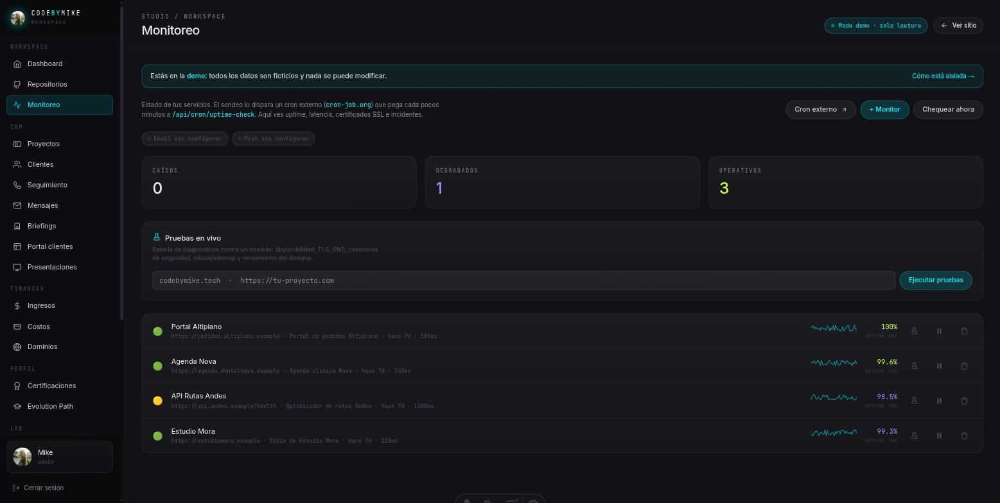 CODEBYMIKE
WORKSPACE
WORKSPACE
Dashboard
Repositorios
Monitoreo
CRM
Proyectos
Clientes
Seguimiento
Mensajes
Briefings
Portal clientes
Presentaciones
FINANZAS
Ingresos
Costos
Dominios
PERFIL
Certificaciones
Evolution Path
LAB
Mike
admin
Cerrar sesión
STUDIO / WORKSPACE
Monitoreo
Modo demo · solo lectura
← Ver sitio
Estás en la demo: todos los datos son ficticios y nada se puede modificar.
Cómo está aislada →
Estado de tus servicios. El sondeo lo dispara un cron externo (cron-job.org) que pega cada pocos
minutos a /api/cron/uptime-check. Aquí ves uptime, latencia, certificados SSL e incidentes.
Cron externo ↗
+ Monitor
Chequear ahora
Email sin configurar
Push sin configurar
CAÍDOS
0
DEGRADADOS
1
OPERATIVOS
3
Pruebas en vivo
Batería de diagnósticos contra un dominio: disponibilidad, TLS, DNS, cabeceras
de seguridad, robots/sitemap y vencimiento del dominio.
codebymike.tech · https://tu-proyecto.com
Ejecutar pruebas
Portal Altiplano
https://pedidos.altiplano.example · Portal de pedidos Altiplano · hace 7d · 180ms
100%
UPTIME 30D
Agenda Nova
https://agenda.dentalnova.example · Agenda clínica Nova · hace 7d · 240ms
99.6%
UPTIME 30D
API Rutas Andes
https://api.andes.example/health · Optimizador de rutas Andes · hace 7d · 1400ms
98.5%
UPTIME 30D
Estudio Mora
https://estudiomora.example · Sitio de Estudio Mora · hace 7d · 120ms
99.3%
UPTIME 30D